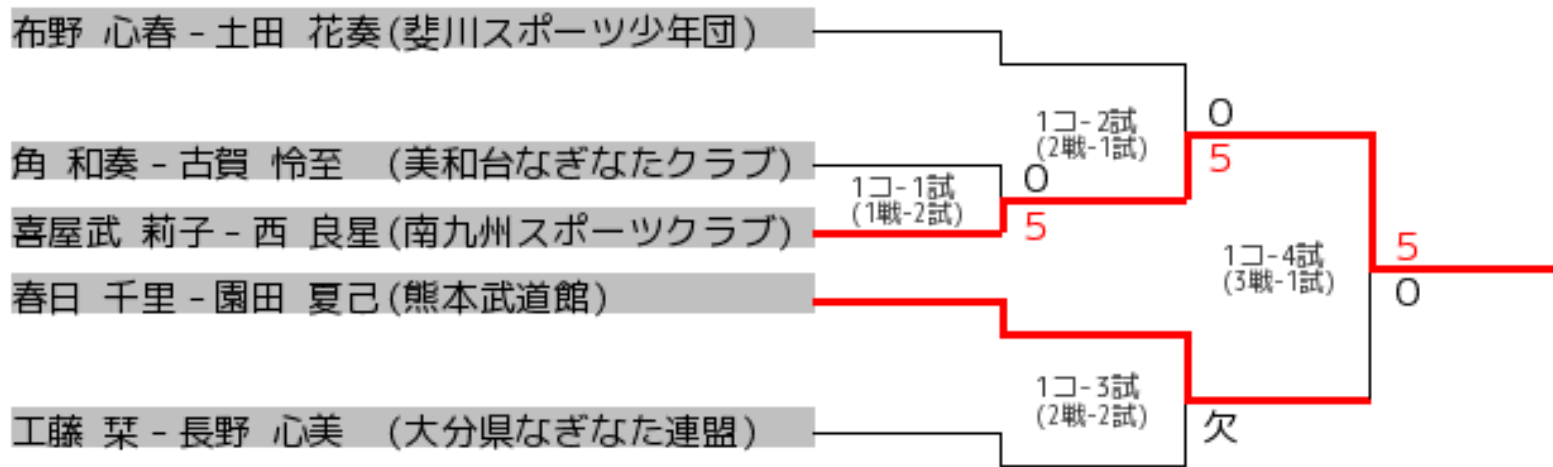 布野 心春 - 土田 花奏(斐川スポーツ少年団)
0
1コ-2試
(2戦-1試)
5
角 和奏 - 古賀 怜至 (美和台なぎなたクラブ)
0
1コ-1試
(1戦-2試)
5
喜屋武 莉子 - 西 良星(南九州スポーツクラブ)
5
1コ-4試
(3戦-1試)
0
春日 千里 - 園田 夏己(熊本武道館)
1コ-3試
(2戦-2試)
欠
工藤 栞 - 長野 心美 (大分県なぎなた連盟)